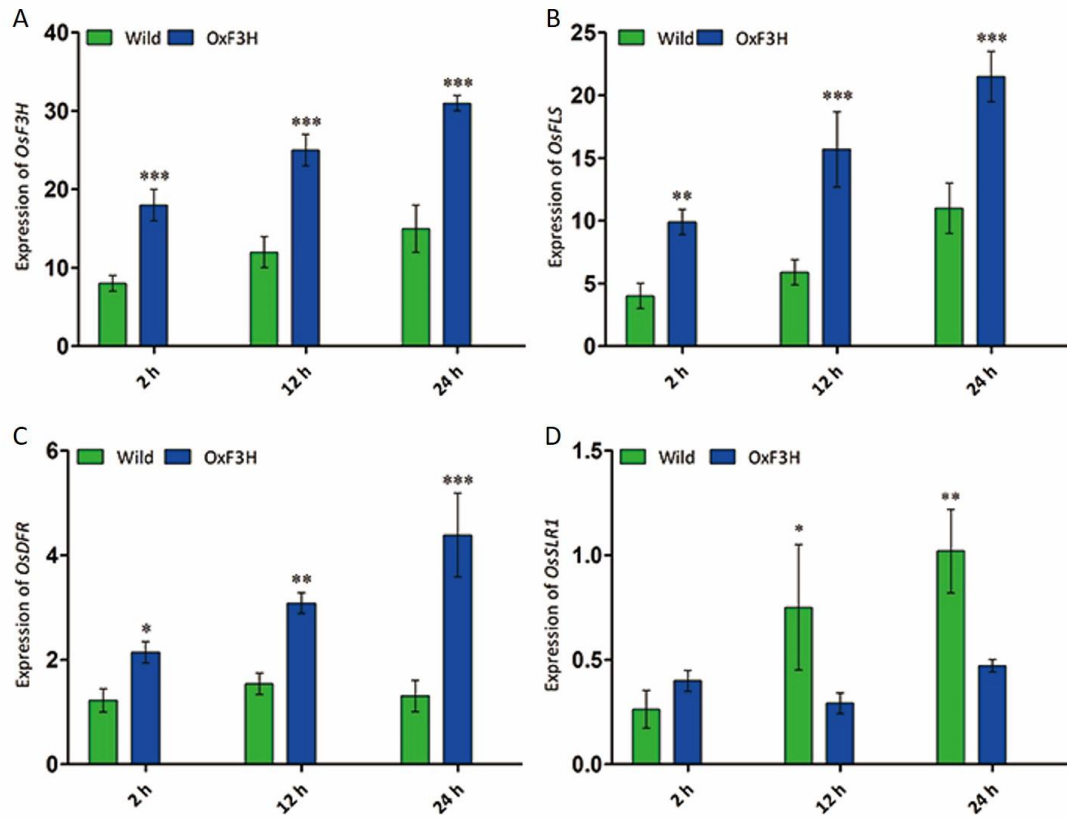 A
Wild OxF3H
40
30
20
10
0
Expression of OsF3H
***
***
***
2 h
12 h
24 h
B
Wild OxF3H
25
20
15
10
5
0
Expression of OsFLS
**
***
***
2 h
12 h
24 h
C
Wild OxF3H
6
4
2
0
Expression of OsDFR
*
**
***
2 h
12 h
24 h
D
Wild OxF3H
1.5
1.0
0.5
0.0
Expression of OsSLR1
*
**
2 h
12 h
24 h